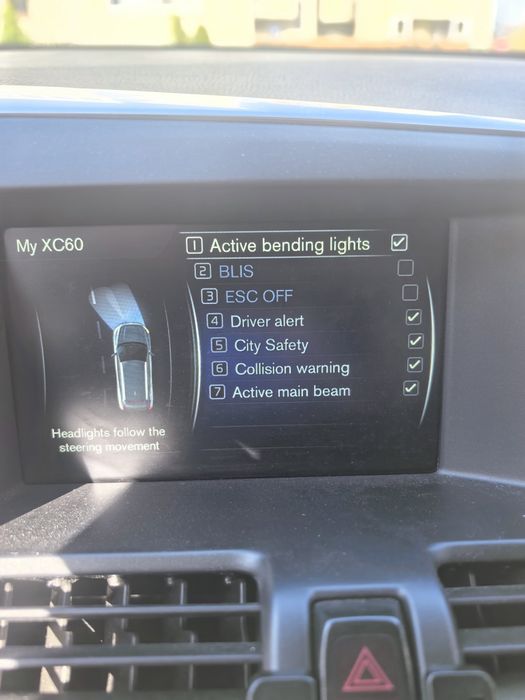 My XC60
1 Active bending lights
2 BLIS
3 ESC OFF
4 Driver alert
5 City Safety
6 Collision warning
7 Active main beam
Headlights follow the
steering movement